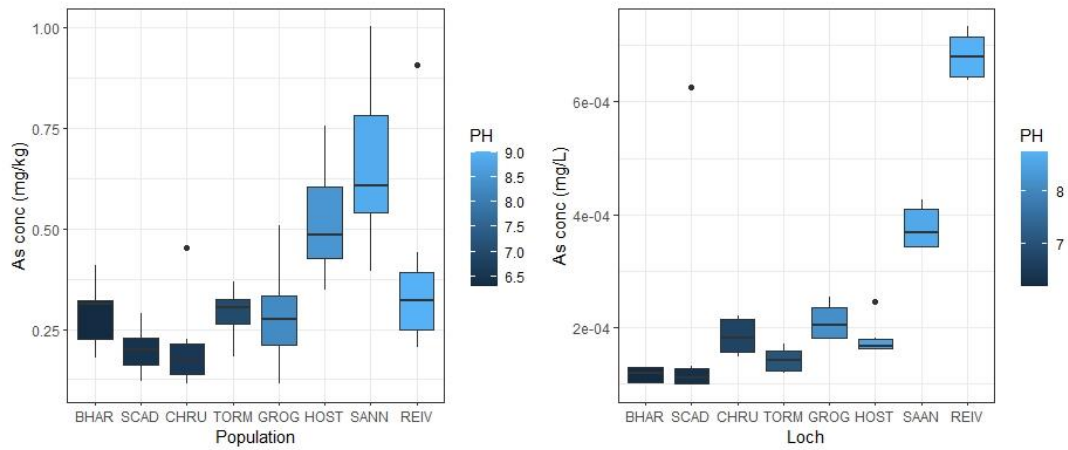 As conc (mg/kg)
1.00
0.75
0.50
0.25
BHAR SCAD CHRU TORM GROG HOST SANN REIV
Population
PH
9.0
8.5
8.0
7.5
7.0
6.5
As conc (mg/L)
6e-04
4e-04
2e-04
BHAR SCAD CHRU TORM GROG HOST SAAN REIV
Loch
PH
8
7